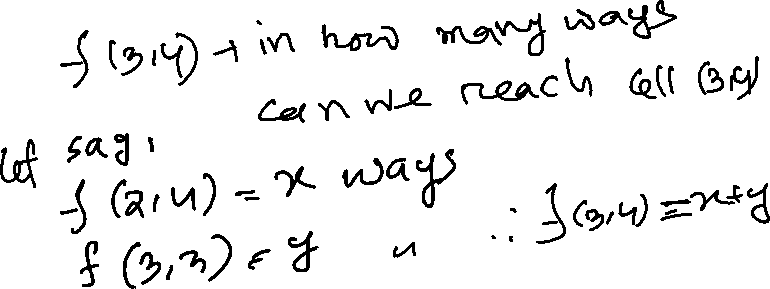 f(3,4) → in how many ways
can we reach cell (3,4)
let say,
f(2,4) = x ways
f(3,3) = y " ∴ f(3,4) = x+y